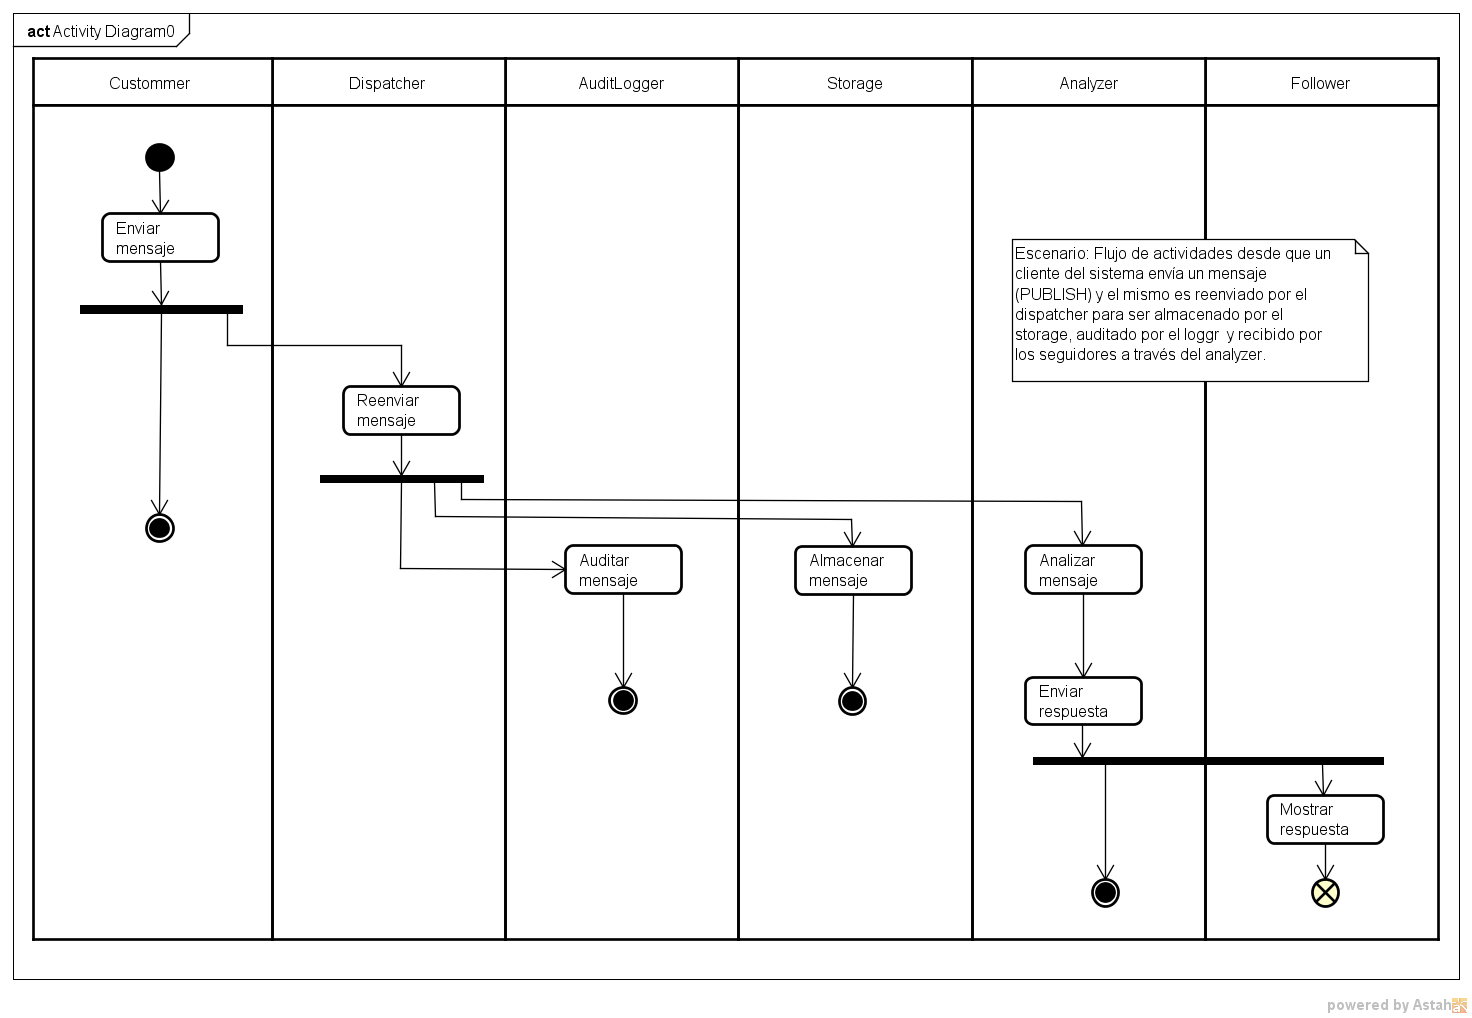 act Activity Diagram0
Custommer
Dispatcher
AuditLogger
Storage
Analyzer
Follower
Enviar
mensaje
Escenario: Flujo de actividades desde que un
cliente del sistema envía un mensaje
(PUBLISH) y el mismo es reenviado por el
dispatcher para ser almacenado por el
storage, auditado por el loggr y recibido por
los seguidores a través del analyzer.
Reenviar
mensaje
Auditar
mensaje
Almacenar
mensaje
Analizar
mensaje
Enviar
respuesta
Mostrar
respuesta
powered by Astah